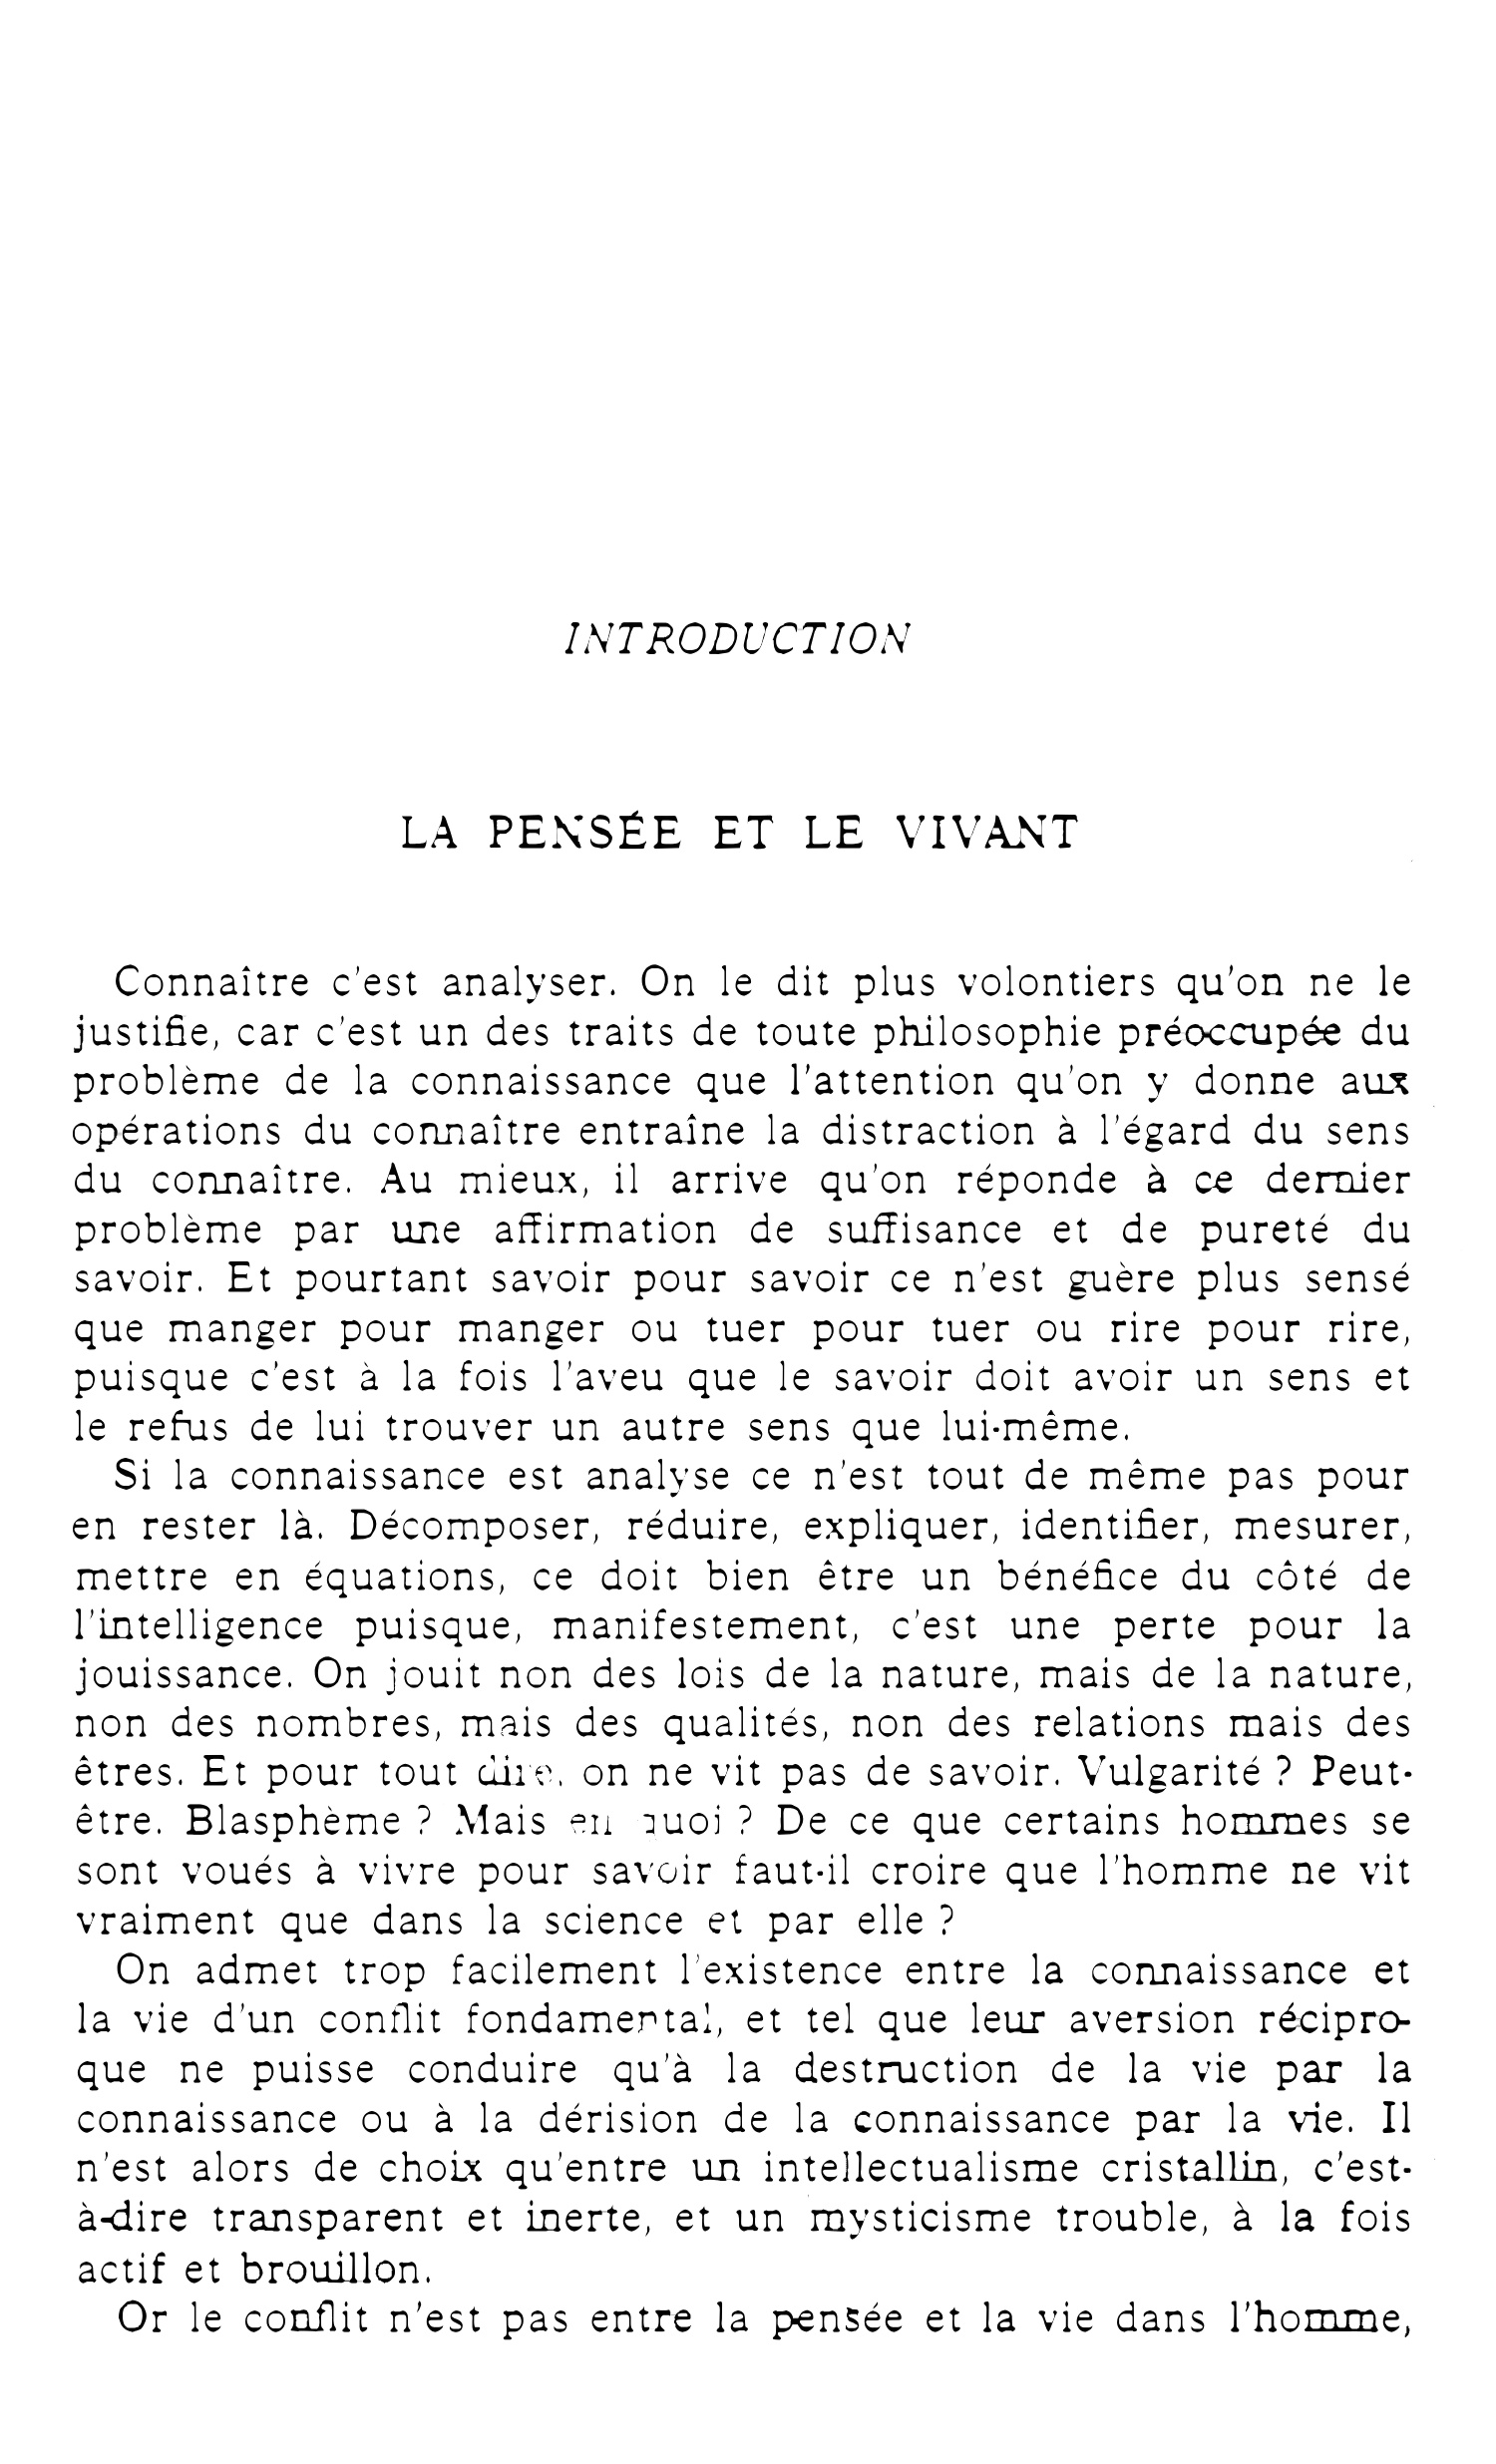 INTRODUCTION
LA PENSÉE ET LE VIVANT
Connaître c'est analyser. On le dit plus volontiers qu'on ne le
justifie, car c'est un des traits de toute philosophie préoccupée du
problème de la connaissance que l'attention qu'on y donne aux
opérations du connaître entraîne la distraction à l'égard du sens
du connaître. Au mieux, il arrive qu'on réponde à ce dernier
problème par une affirmation de suffisance et de pureté du
savoir. Et pourtant savoir pour savoir ce n'est guère plus sensé
que manger pour manger ou tuer pour tuer ou rire pour rire,
puisque c'est à la fois l'aveu que le savoir doit avoir un sens et
le refus de lui trouver un autre sens que lui-même.
Si la connaissance est analyse ce n'est tout de même pas pour
en rester là. Décomposer, réduire, expliquer, identifier, mesurer,
mettre en équations, ce doit bien être un bénéfice du côté de
l'intelligence puisque, manifestement, c'est une perte pour la
jouissance. On jouit non des lois de la nature, mais de la nature,
non des nombres, mais des qualités, non des relations mais des
êtres. Et pour tout dire, on ne vit pas de savoir. Vulgarité ? Peut-
être. Blasphème ? Mais en quoi ? De ce que certains hommes se
sont voués à vivre pour savoir faut-il croire que l'homme ne vit
vraiment que dans la science et par elle ?
On admet trop facilement l'existence entre la connaissance et
la vie d'un conflit fondamental, et tel que leur aversion récipro-
que ne puisse conduire qu'à la destruction de la vie par la
connaissance ou à la dérision de la connaissance par la vie. Il
n'est alors de choix qu'entre un intellectualisme cristallin, c'est-
à-dire transparent et inerte, et un mysticisme trouble, à la fois
actif et brouillon.
Or le conflit n'est pas entre la pensée et la vie dans l'homme,